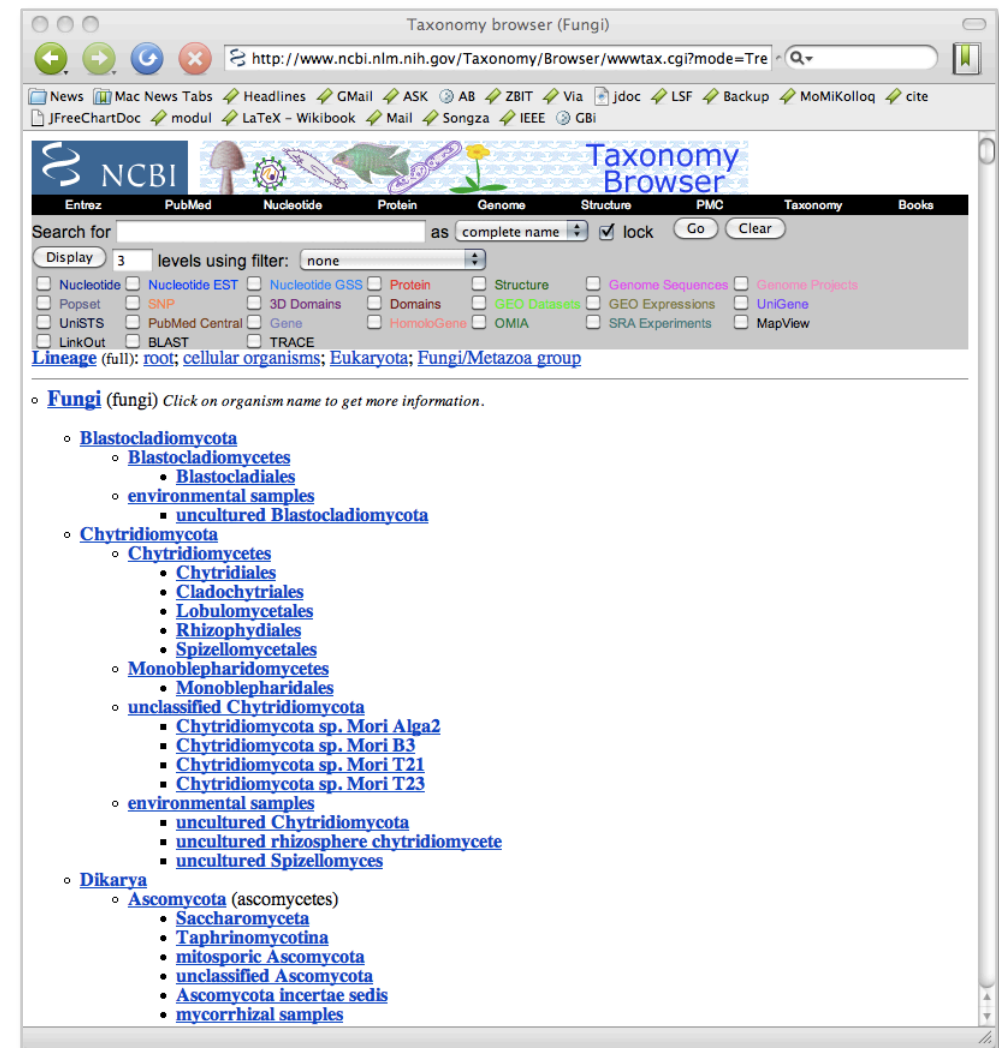 Taxonomy browser (Fungi)
http://www.ncbi.nlm.nih.gov/Taxonomy/Browser/wwwtax.cgi?mode=Tre
News Mac News Tabs Headlines GMail ASK AB ZBIT Via jdoc LSF Backup MoMiKolloq cite
JFreeChartDoc modul LaTeX – Wikibook Mail Songza IEEE GBi
NCBI Taxonomy
Browser
Entrez PubMed Nucleotide Protein Genome Structure PMC Taxonomy Books
Search for as complete name lock Go Clear
Display 3 levels using filter: none
Nucleotide Nucleotide EST Nucleotide GSS Protein Structure Genome Sequences Genome Projects
Popset SNP 3D Domains Domains GEO Datasets GEO Expressions UniGene
UniSTS PubMed Central Gene HomoloGene OMIA SRA Experiments MapView
LinkOut BLAST TRACE
Lineage (full): root; cellular organisms; Eukaryota; Fungi/Metazoa group
Fungi (fungi) Click on organism name to get more information.
Blastocladiomycota
Blastocladiomycetes
Blastocladiales
environmental samples
uncultured Blastocladiomycota
Chytridiomycota
Chytridiomycetes
Chytridiales
Cladochytriales
Lobulomycetales
Rhizophydiales
Spizellomycetales
Monoblepharidomycetes
Monoblepharidales
unclassified Chytridiomycota
Chytridiomycota sp. Mori Alga2
Chytridiomycota sp. Mori B3
Chytridiomycota sp. Mori T21
Chytridiomycota sp. Mori T23
environmental samples
uncultured Chytridiomycota
uncultured rhizosphere chytridiomycete
uncultured Spizellomyces
Dikarya
Ascomycota (ascomycetes)
Saccharomyceta
Taphrinomycotina
mitosporic Ascomycota
unclassified Ascomycota
Ascomycota incertae sedis
mycorrhizal samples